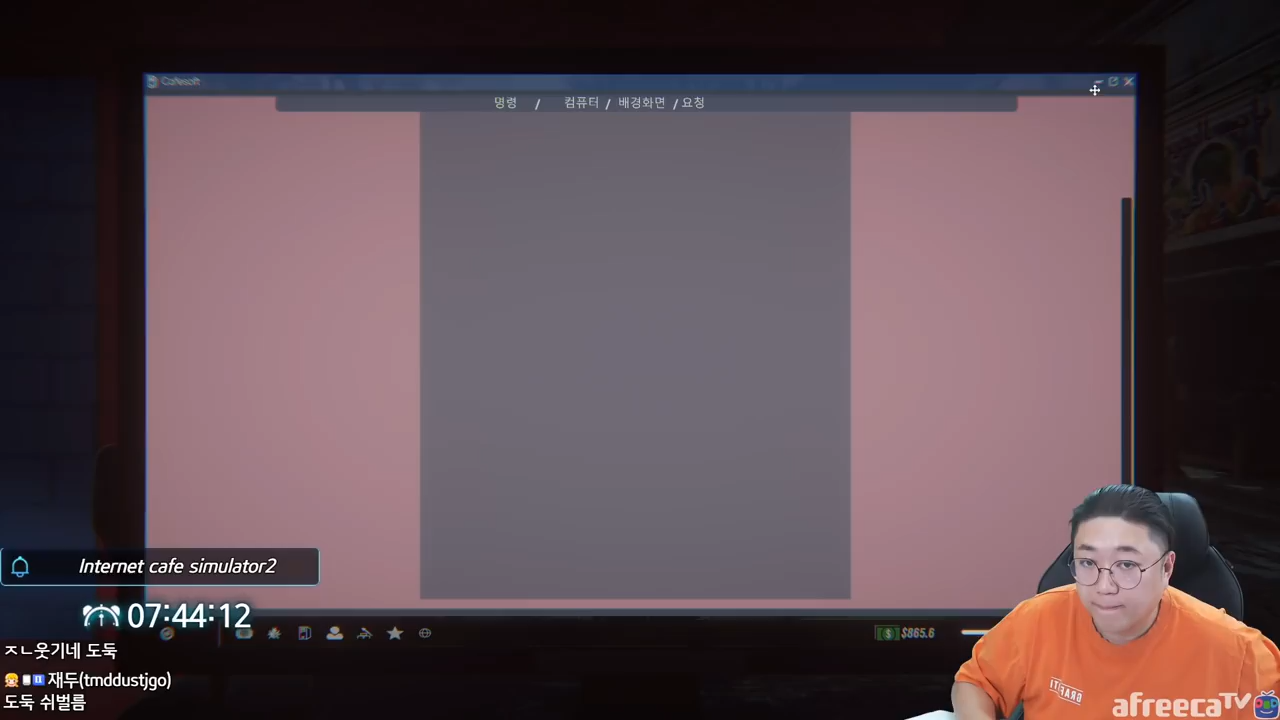 Cafesoft
명령 / 컴퓨터 / 배경화면 / 요청
Internet cafe simulator2
07:44:12
$865.6
ㅈㄴ웃기네 도둑
재두(tmddustjgo)
도둑 쉬벌름
GRAFITI
afreecaTV